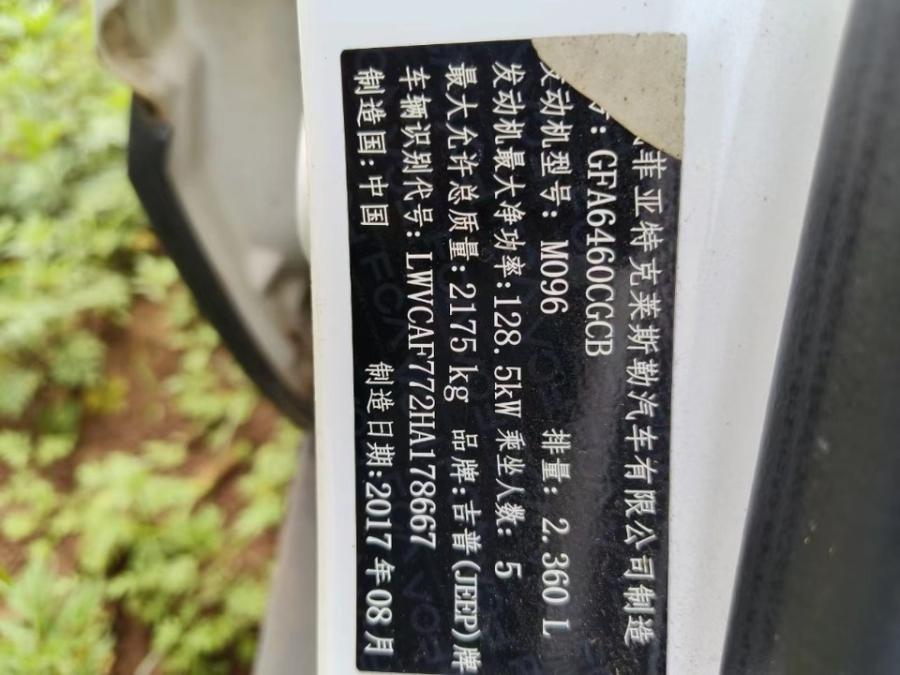 菲亚特克莱斯勒汽车有限公司制造
号: GFA6460CGCB
发动机型号: M096 排量: 2.360 L
发动机最大净功率:128.5kW 乘坐人数: 5
最大允许总质量:2175kg 品牌:吉普(JEEP)牌
车辆识别代号: LWVCAF772HA178667
制造国:中国 制造日期:2017年08月